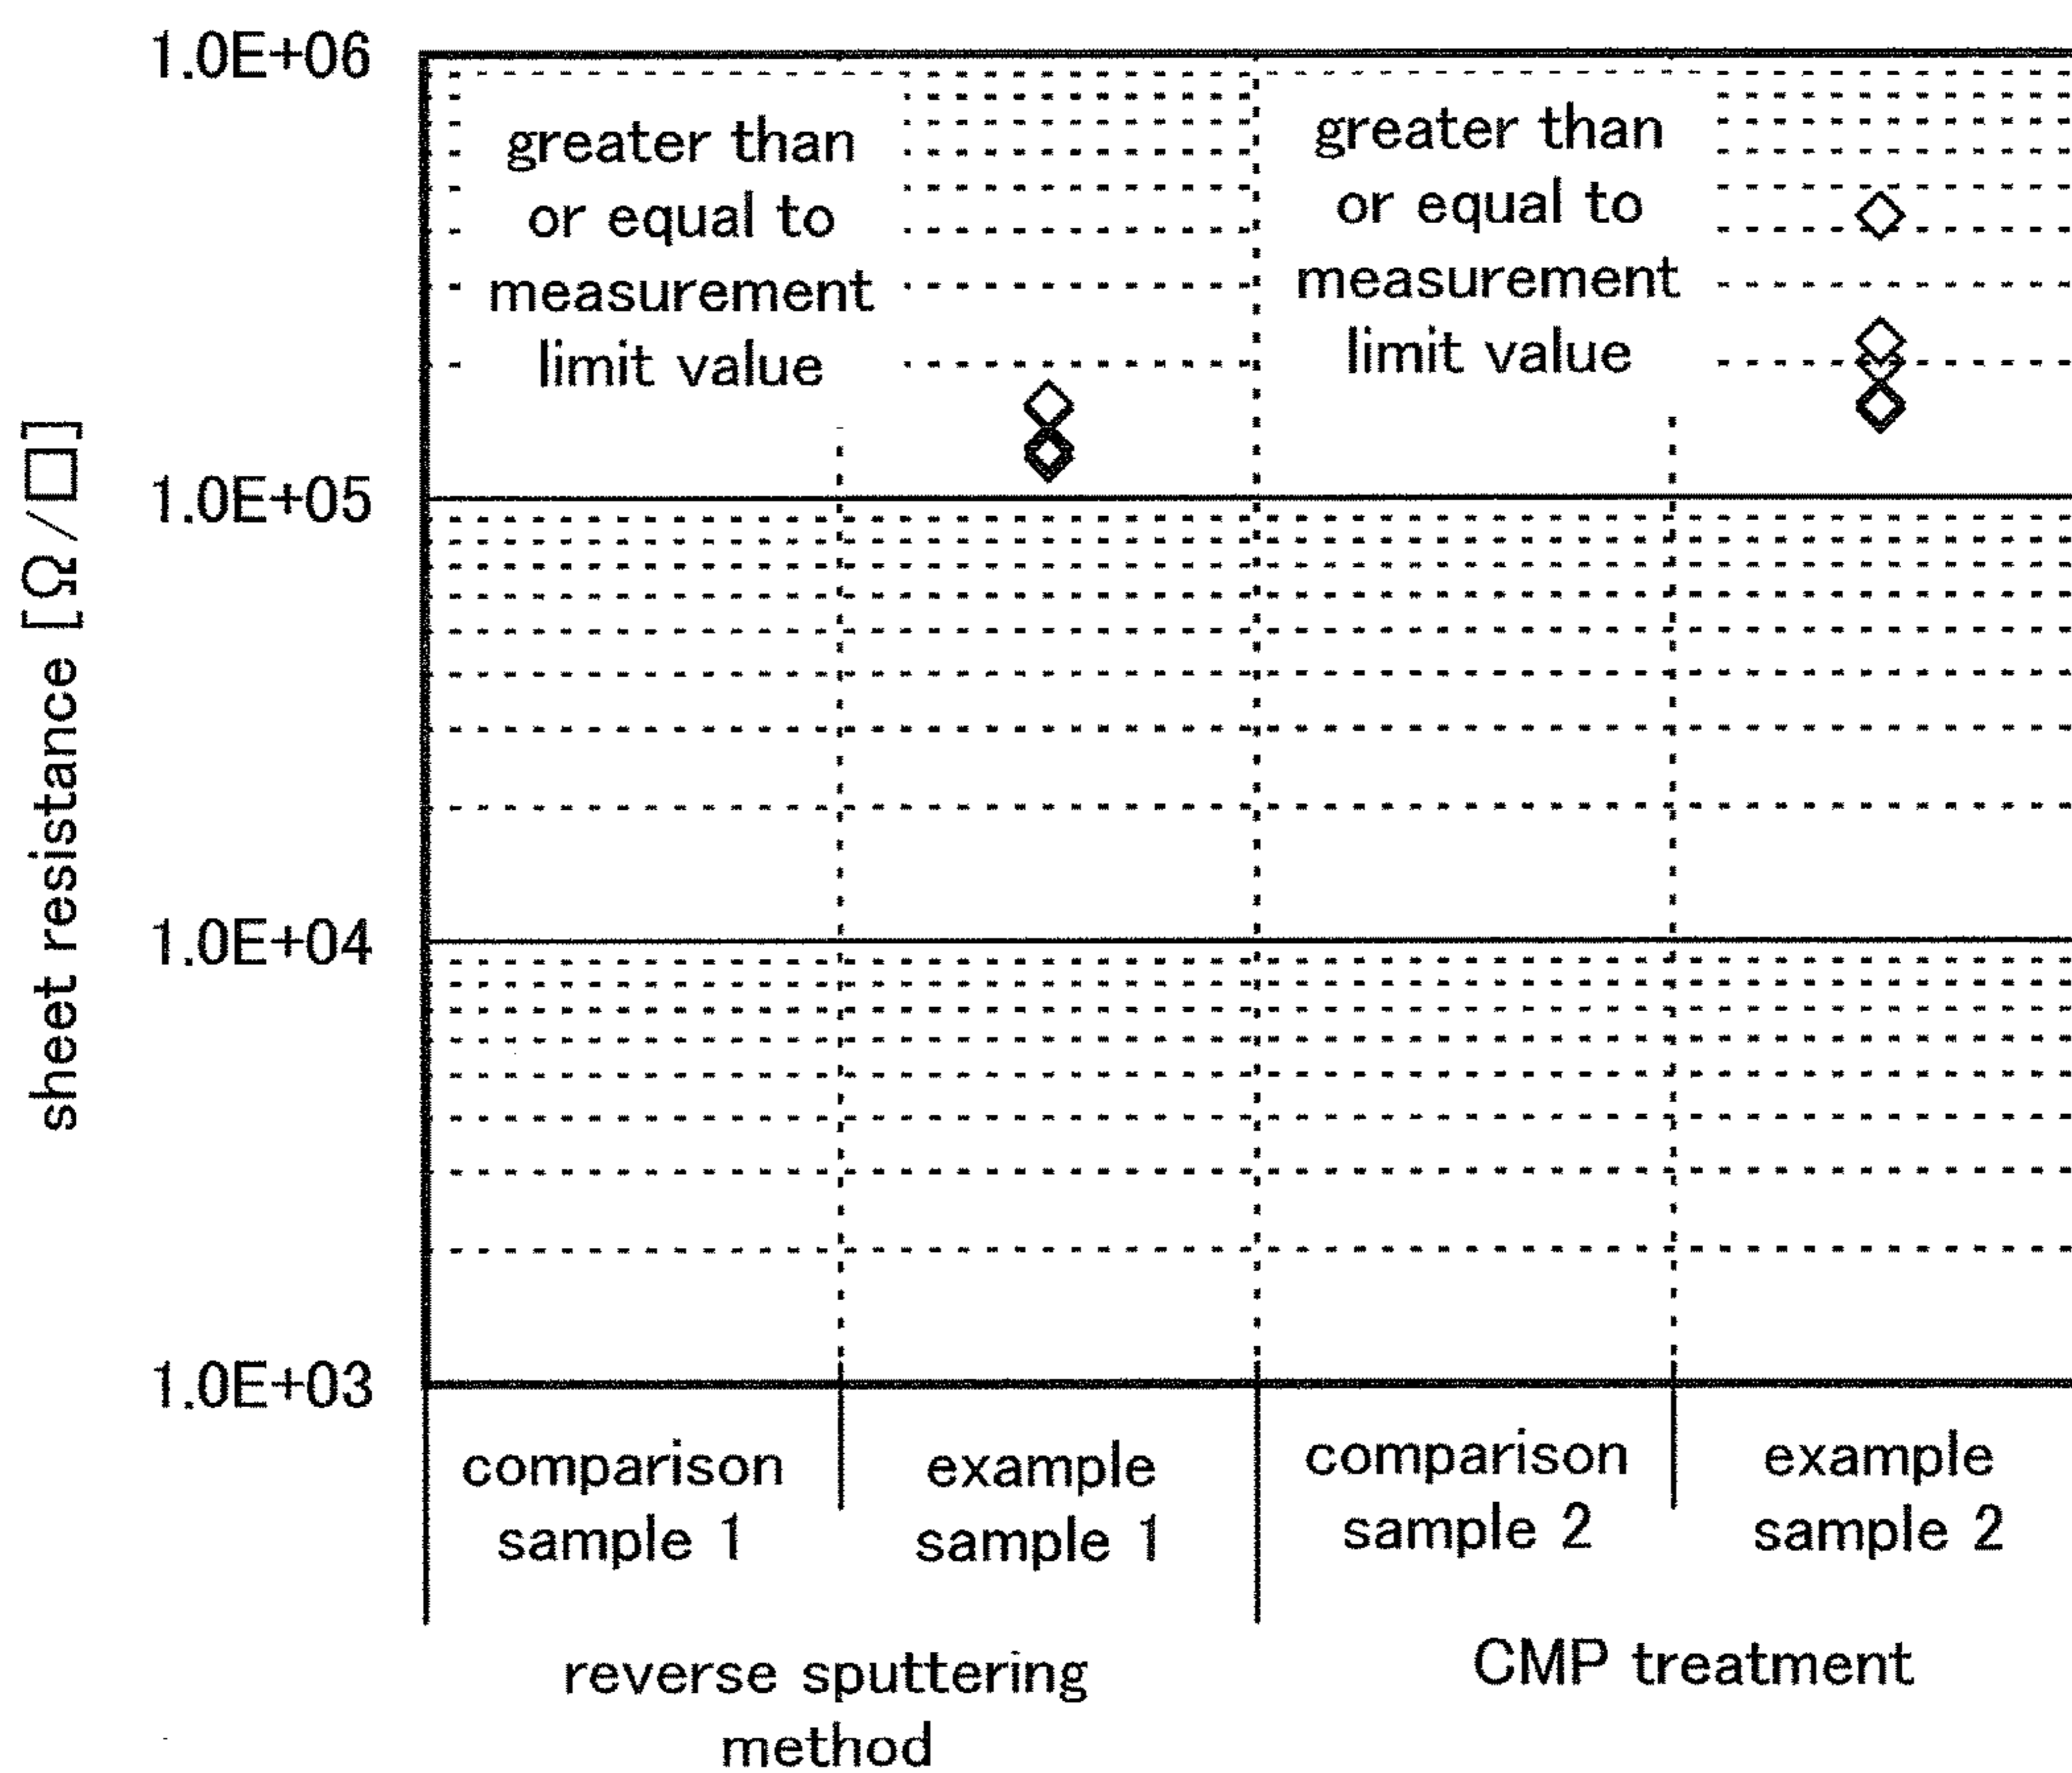 1.0E+06
1.0E+05
1.0E+04
1.0E+03
sheet resistance [Ω/□]
greater than
or equal to
measurement
limit value
greater than
or equal to
measurement
limit value
comparison
sample 1
example
sample 1
comparison
sample 2
example
sample 2
reverse sputtering
method
CMP treatment